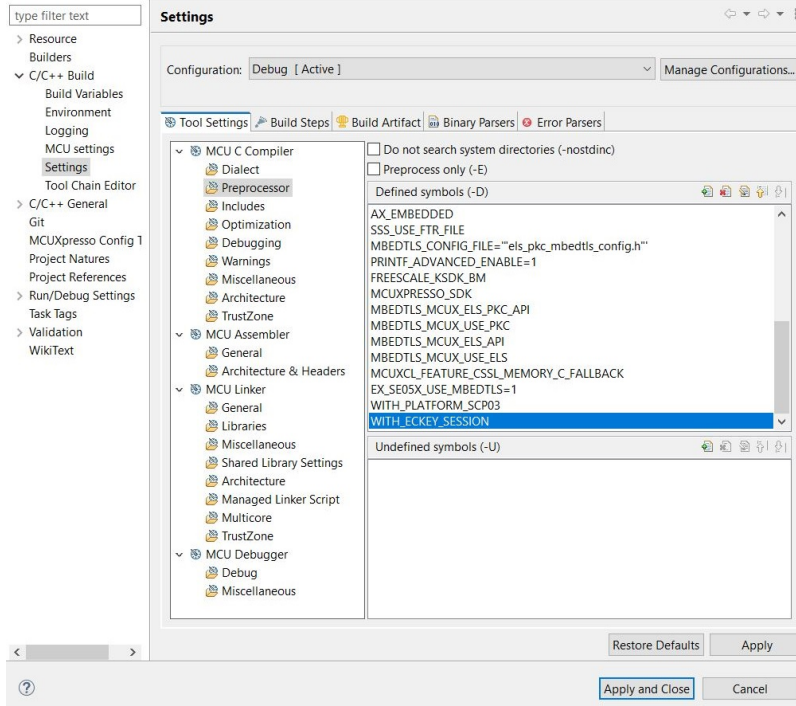 type filter text
Resource
Builders
C/C++ Build
Build Variables
Environment
Logging
MCU settings
Settings
Tool Chain Editor
C/C++ General
Git
MCUXpresso Config T
Project Natures
Project References
Run/Debug Settings
Task Tags
Validation
WikiText
Settings
Configuration: Debug [ Active ]
Manage Configurations...
Tool Settings Build Steps Build Artifact Binary Parsers Error Parsers
MCU C Compiler
Dialect
Preprocessor
Includes
Optimization
Debugging
Warnings
Miscellaneous
Architecture
TrustZone
MCU Assembler
General
Architecture & Headers
MCU Linker
General
Libraries
Miscellaneous
Shared Library Settings
Architecture
Managed Linker Script
Multicore
TrustZone
MCU Debugger
Debug
Miscellaneous
Do not search system directories (-nostdinc)
Preprocess only (-E)
Defined symbols (-D)
AX_EMBEDDED
SSS_USE_FTR_FILE
MBEDTLS_CONFIG_FILE='"els_pkc_mbedtls_config.h"'
PRINTF_ADVANCED_ENABLE=1
FREESCALE_KSDK_BM
MCUXPRESSO_SDK
MBEDTLS_MCUX_ELS_PKC_API
MBEDTLS_MCUX_USE_PKC
MBEDTLS_MCUX_ELS_API
MBEDTLS_MCUX_USE_ELS
MCUXCL_FEATURE_CSSL_MEMORY_C_FALLBACK
EX_SE05X_USE_MBEDTLS=1
WITH_PLATFORM_SCP03
WITH_ECKEY_SESSION
Undefined symbols (-U)
Restore Defaults
Apply
Apply and Close
Cancel